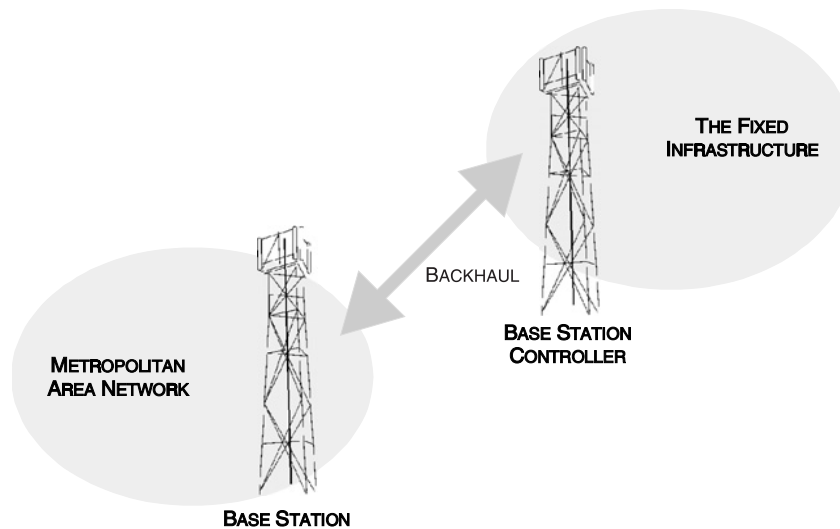 THE FIXED
INFRASTRUCTURE
BACKHAUL
BASE STATION
CONTROLLER
METROPOLITAN
AREA NETWORK
BASE STATION